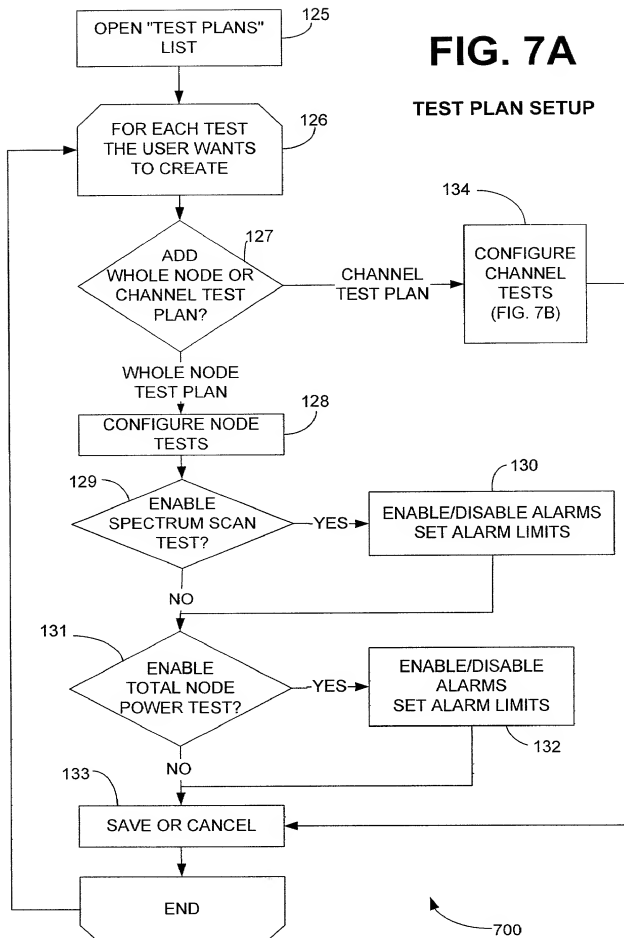 OPEN "TEST PLANS"
LIST
125
FIG. 7A
TEST PLAN SETUP
FOR EACH TEST
THE USER WANTS
TO CREATE
126
ADD
WHOLE NODE OR
CHANNEL TEST
PLAN?
127
CHANNEL
TEST PLAN
134
CONFIGURE
CHANNEL
TESTS
(FIG. 7B)
WHOLE NODE
TEST PLAN
128
CONFIGURE NODE
TESTS
129
ENABLE
SPECTRUM SCAN
TEST?
YES
130
ENABLE/DISABLE ALARMS
SET ALARM LIMITS
NO
131
ENABLE
TOTAL NODE
POWER TEST?
YES
ENABLE/DISABLE
ALARMS
SET ALARM LIMITS
132
NO
133
SAVE OR CANCEL
END
700